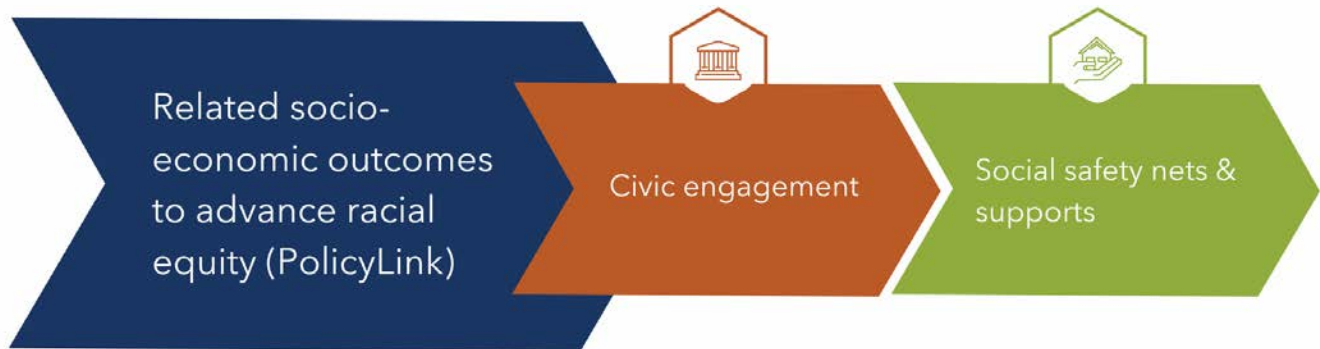 Related socio-
economic outcomes
to advance racial
equity (PolicyLink)
Civic engagement
Social safety nets &
supports